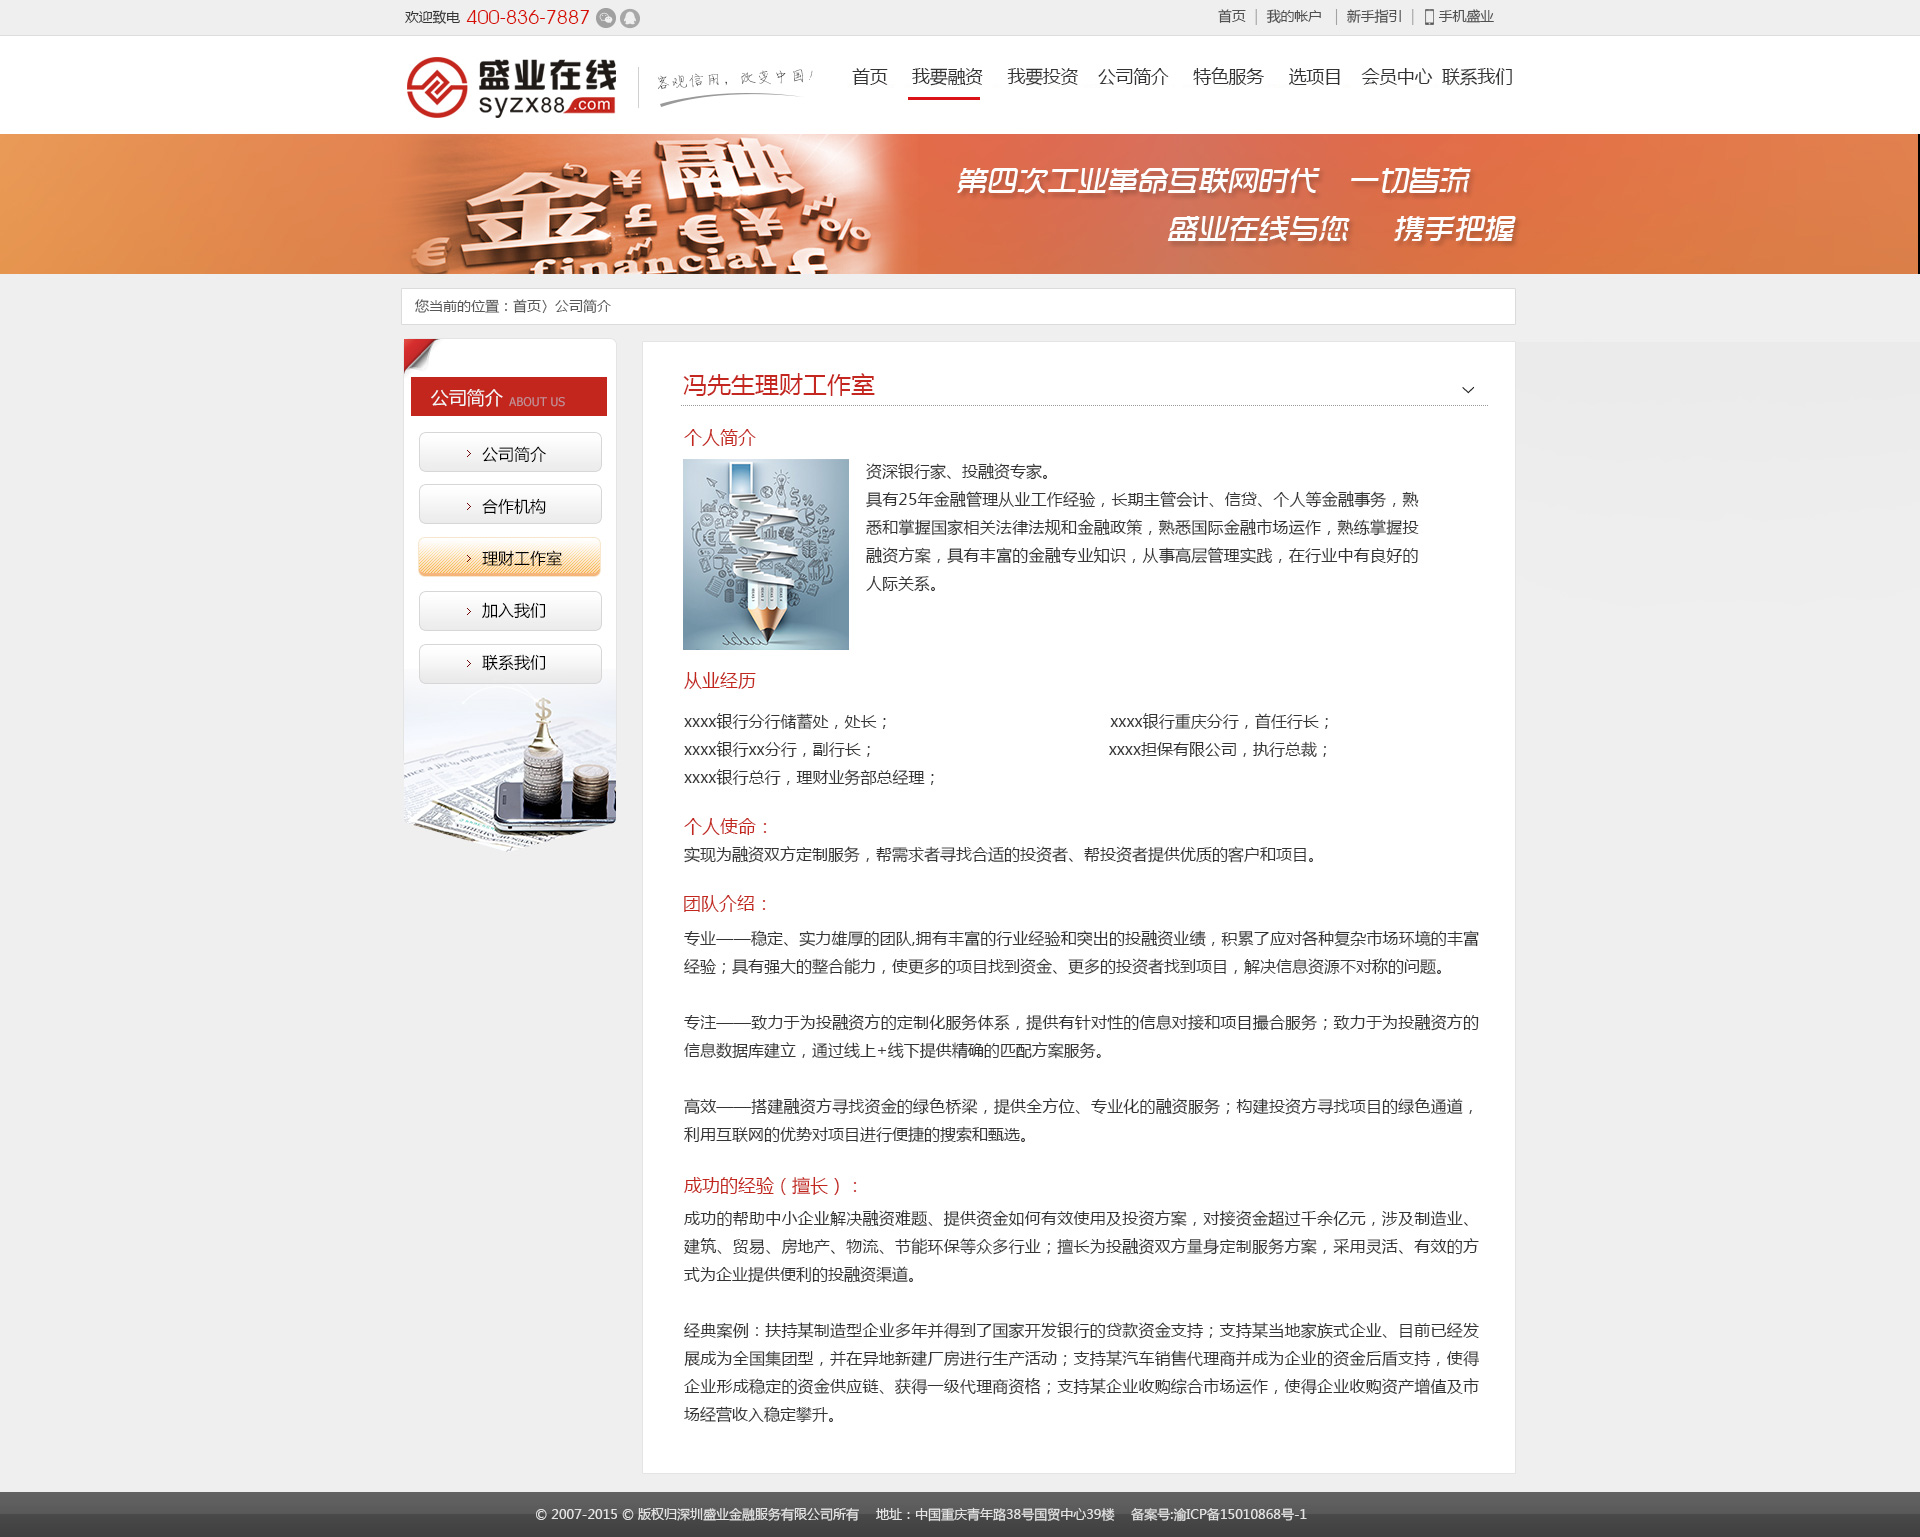 欢迎致电 400-836-7887
首页 | 我的帐户 | 新手指引 | 手机盛业
盛业在线
syzx88.com
客观信用，改变中国！
首页 我要融资 我要投资 公司简介 特色服务 选项目 会员中心 联系我们
金融
financial
第四次工业革命互联网时代 一切皆流
盛业在线与您 携手把握
您当前的位置：首页〉公司简介
公司简介 ABOUT US
公司简介
合作机构
理财工作室
加入我们
联系我们
冯先生理财工作室
个人简介
资深银行家、投融资专家。
具有25年金融管理从业工作经验，长期主管会计、信贷、个人等金融事务，熟
悉和掌握国家相关法律法规和金融政策，熟悉国际金融市场运作，熟练掌握投
融资方案，具有丰富的金融专业知识，从事高层管理实践，在行业中有良好的
人际关系。
从业经历
xxxx银行分行储蓄处，处长； xxxx银行重庆分行，首任行长；
xxxx银行xx分行，副行长； xxxx担保有限公司，执行总裁；
xxxx银行总行，理财业务部总经理；
个人使命：
实现为融资双方定制服务，帮需求者寻找合适的投资者、帮投资者提供优质的客户和项目。
团队介绍：
专业——稳定、实力雄厚的团队,拥有丰富的行业经验和突出的投融资业绩，积累了应对各种复杂市场环境的丰富
经验；具有强大的整合能力，使更多的项目找到资金、更多的投资者找到项目，解决信息资源不对称的问题。
专注——致力于为投融资方的定制化服务体系，提供有针对性的信息对接和项目撮合服务；致力于为投融资方的
信息数据库建立，通过线上+线下提供精确的匹配方案服务。
高效——搭建融资方寻找资金的绿色桥梁，提供全方位、专业化的融资服务；构建投资方寻找项目的绿色通道，
利用互联网的优势对项目进行便捷的搜索和甄选。
成功的经验（擅长）：
成功的帮助中小企业解决融资难题、提供资金如何有效使用及投资方案，对接资金超过千余亿元，涉及制造业、
建筑、贸易、房地产、物流、节能环保等众多行业；擅长为投融资双方量身定制服务方案，采用灵活、有效的方
式为企业提供便利的投融资渠道。
经典案例：扶持某制造型企业多年并得到了国家开发银行的贷款资金支持；支持某当地家族式企业、目前已经发
展成为全国集团型，并在异地新建厂房进行生产活动；支持某汽车销售代理商并成为企业的资金后盾支持，使得
企业形成稳定的资金供应链、获得一级代理商资格；支持某企业收购综合市场运作，使得企业收购资产增值及市
场经营收入稳定攀升。
© 2007-2015 © 版权归深圳盛业金融服务有限公司所有 地址：中国重庆青年路38号国贸中心39楼 备案号:渝ICP备15010868号-1